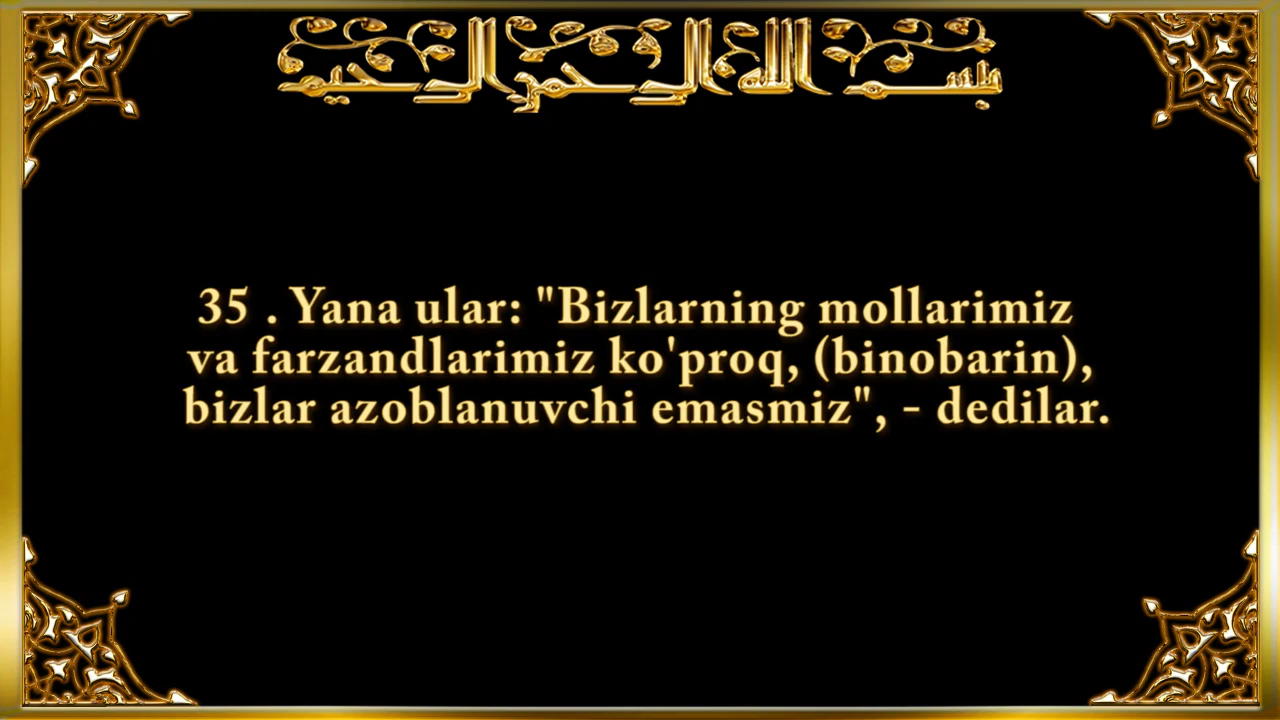 بسم الله الرحمن الرحيم
35 . Yana ular: "Bizlarning mollarimiz
va farzandlarimiz ko'proq, (binobarin),
bizlar azoblanuvchi emasmiz", - dedilar.